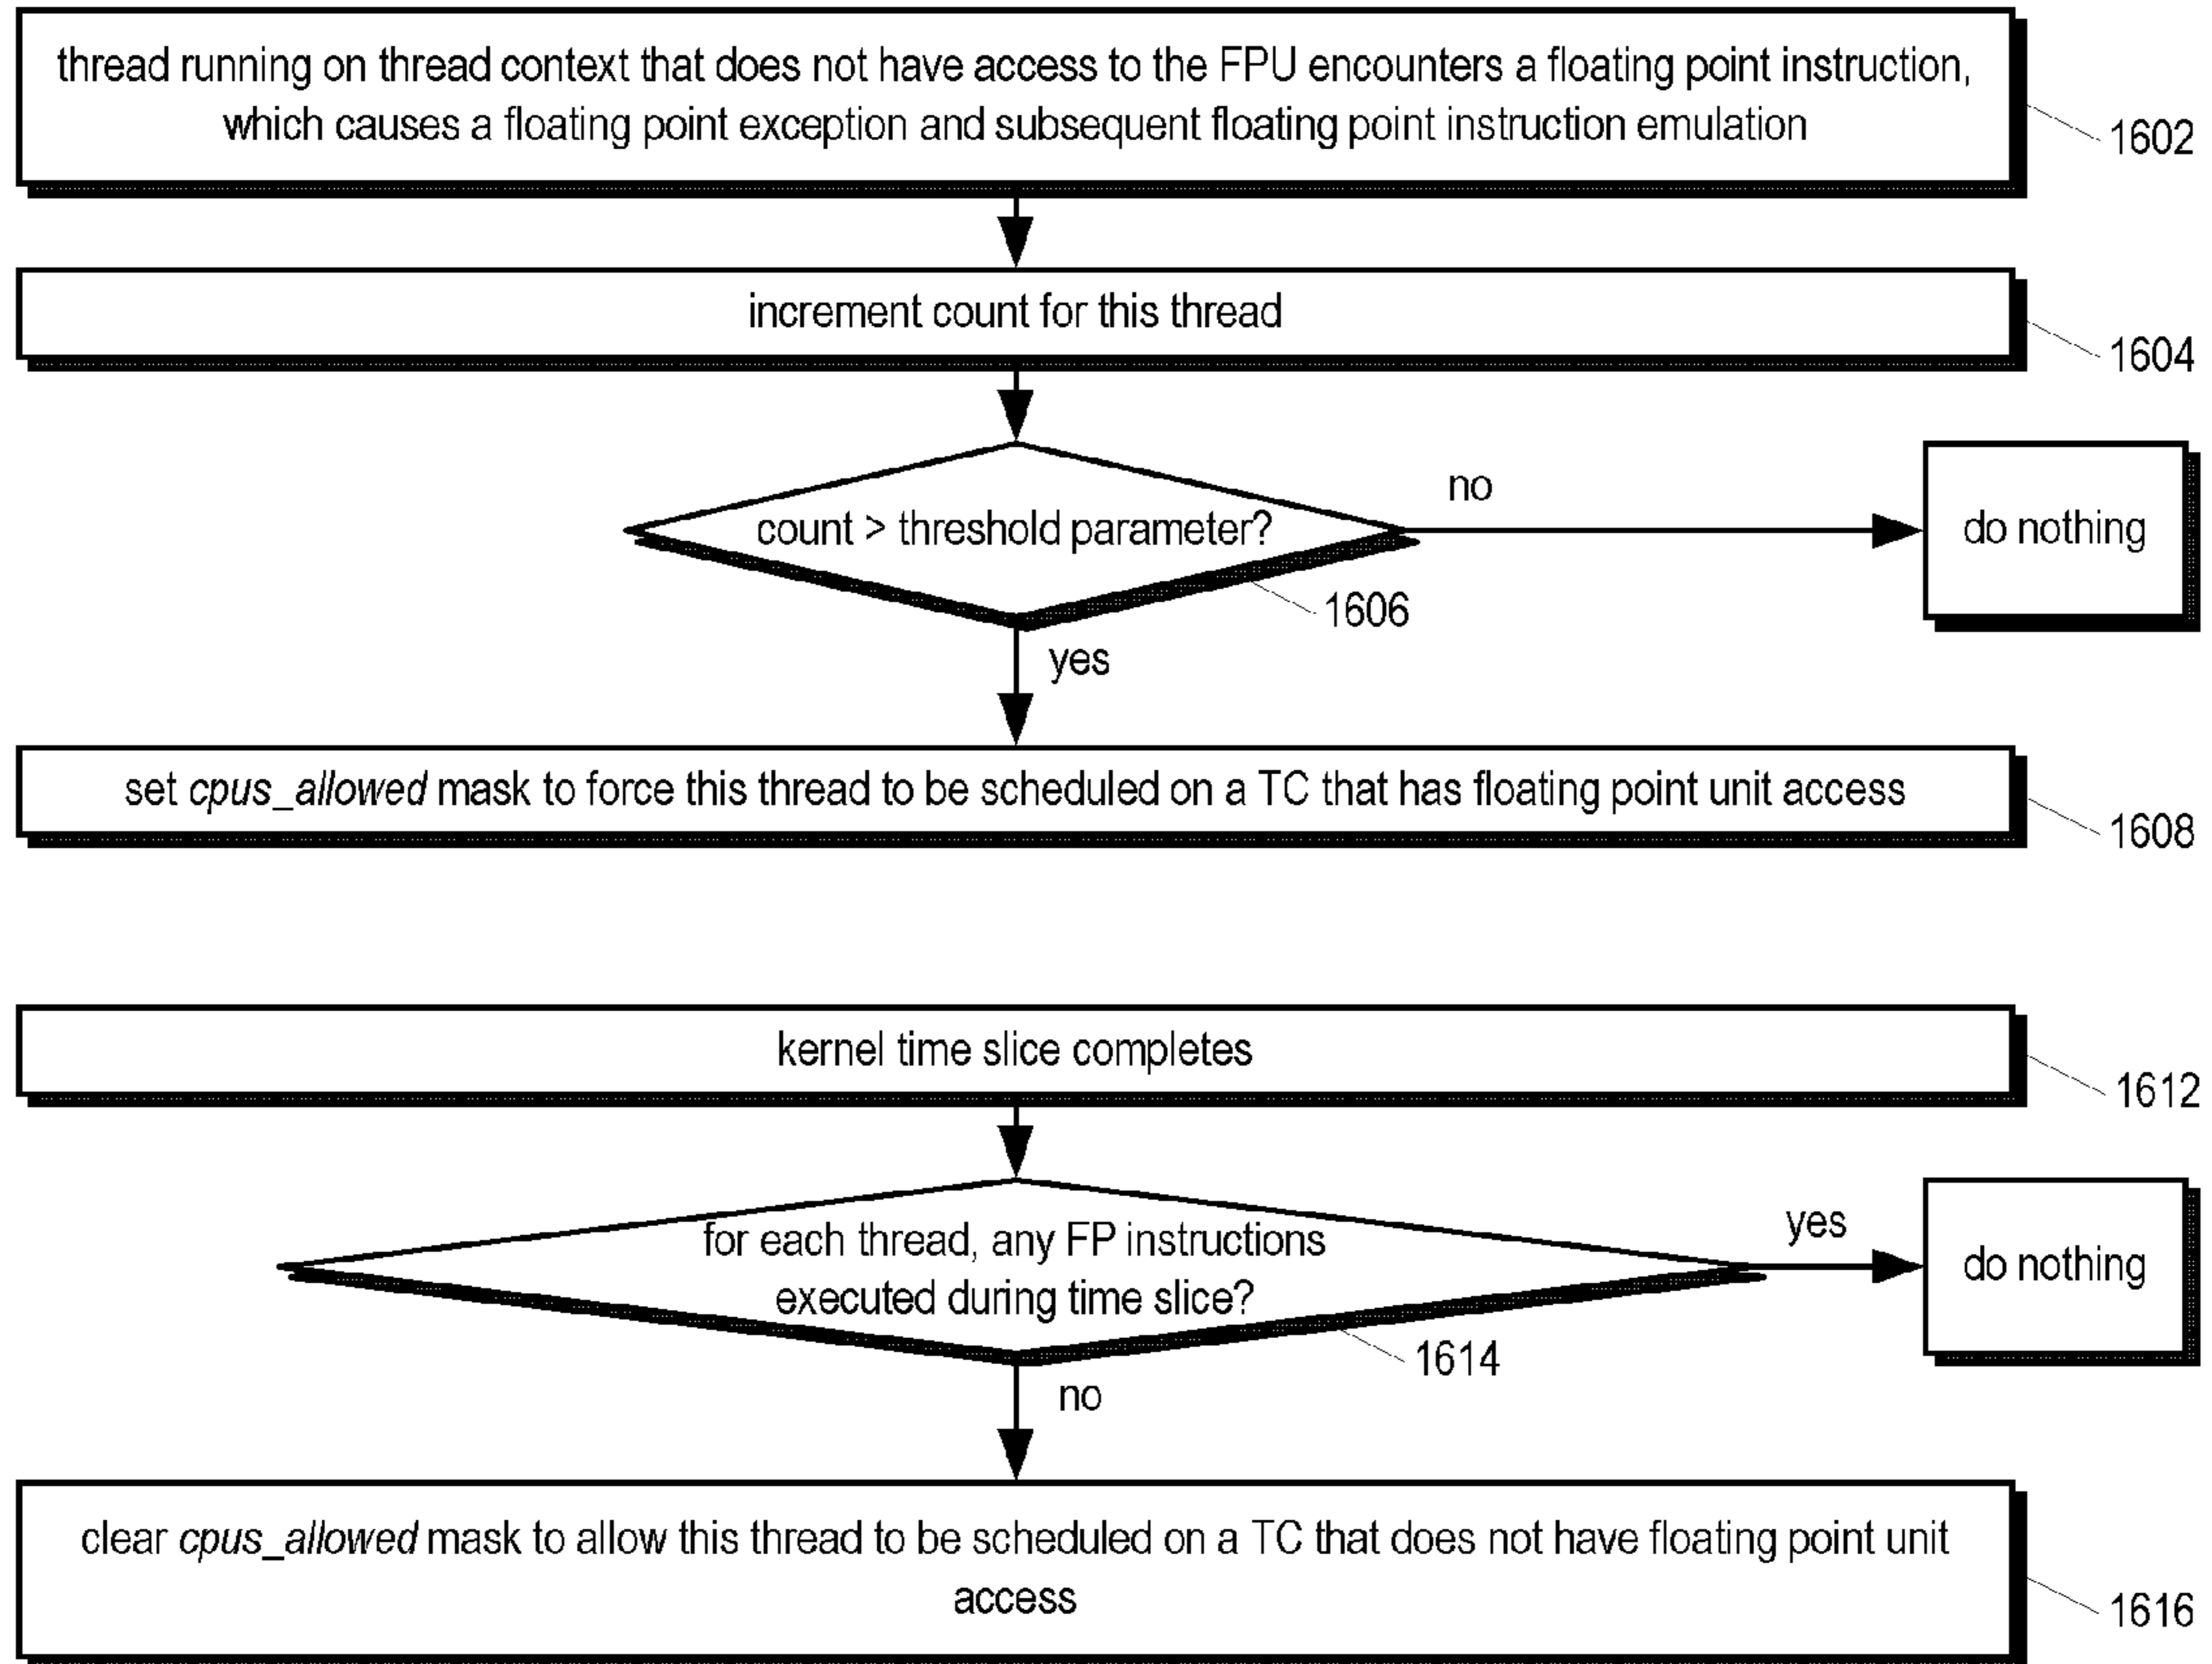 thread running on thread context that does not have access to the FPU encounters a floating point instruction,
which causes a floating point exception and subsequent floating point instruction emulation
1602
increment count for this thread
1604
count > threshold parameter?
no
do nothing
1606
yes
set cpus_allowed mask to force this thread to be scheduled on a TC that has floating point unit access
1608
kernel time slice completes
1612
for each thread, any FP instructions
executed during time slice?
yes
do nothing
1614
no
clear cpus_allowed mask to allow this thread to be scheduled on a TC that does not have floating point unit
access
1616